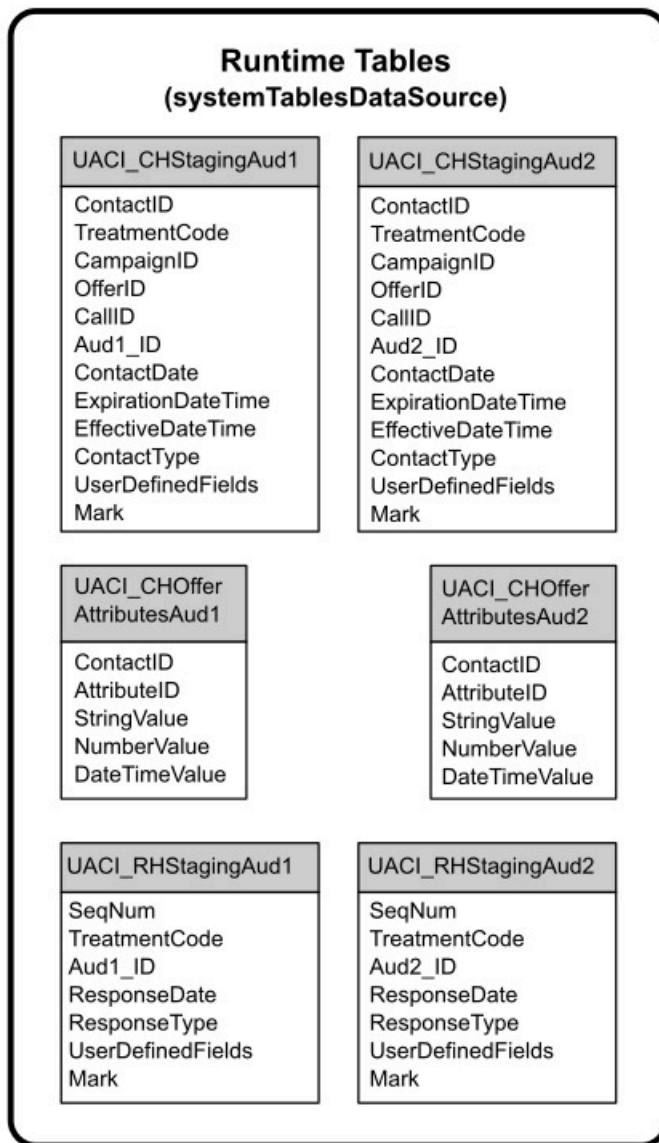 Runtime Tables
(systemTablesDataSource)
UACI_CHStagingAud1
ContactID
TreatmentCode
CampaignID
OfferID
CallID
Aud1_ID
ContactDate
ExpirationDateTime
EffectiveDateTime
ContactType
UserDefinedFields
Mark
UACI_CHStagingAud2
ContactID
TreatmentCode
CampaignID
OfferID
CallID
Aud2_ID
ContactDate
ExpirationDateTime
EffectiveDateTime
ContactType
UserDefinedFields
Mark
UACI_CHOffer
AttributesAud1
ContactID
AttributeID
StringValue
NumberValue
DateTimeValue
UACI_CHOffer
AttributesAud2
ContactID
AttributeID
StringValue
NumberValue
DateTimeValue
UACI_RHStagingAud1
SeqNum
TreatmentCode
Aud1_ID
ResponseDate
ResponseType
UserDefinedFields
Mark
UACI_RHStagingAud2
SeqNum
TreatmentCode
Aud2_ID
ResponseDate
ResponseType
UserDefinedFields
Mark